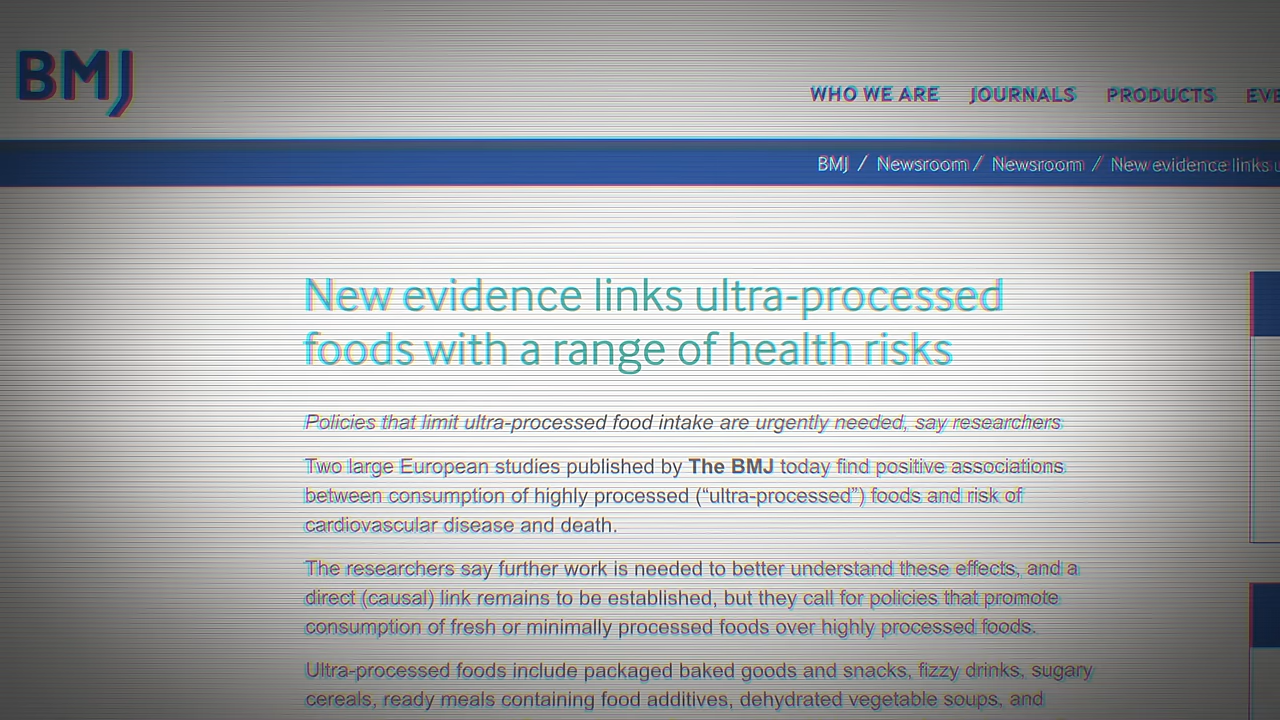 BMJ
WHO WE ARE JOURNALS PRODUCTS
BMJ / Newsroom / Newsroom / New evidence links
New evidence links ultra-processed
foods with a range of health risks
Policies that limit ultra-processed food intake are urgently needed, say researchers
Two large European studies published by The BMJ today find positive associations
between consumption of highly processed (“ultra-processed”) foods and risk of
cardiovascular disease and death.
The researchers say further work is needed to better understand these effects, and a
direct (causal) link remains to be established, but they call for policies that promote
consumption of fresh or minimally processed foods over highly processed foods.
Ultra-processed foods include packaged baked goods and snacks, fizzy drinks, sugary
cereals, ready meals containing food additives, dehydrated vegetable soups, and